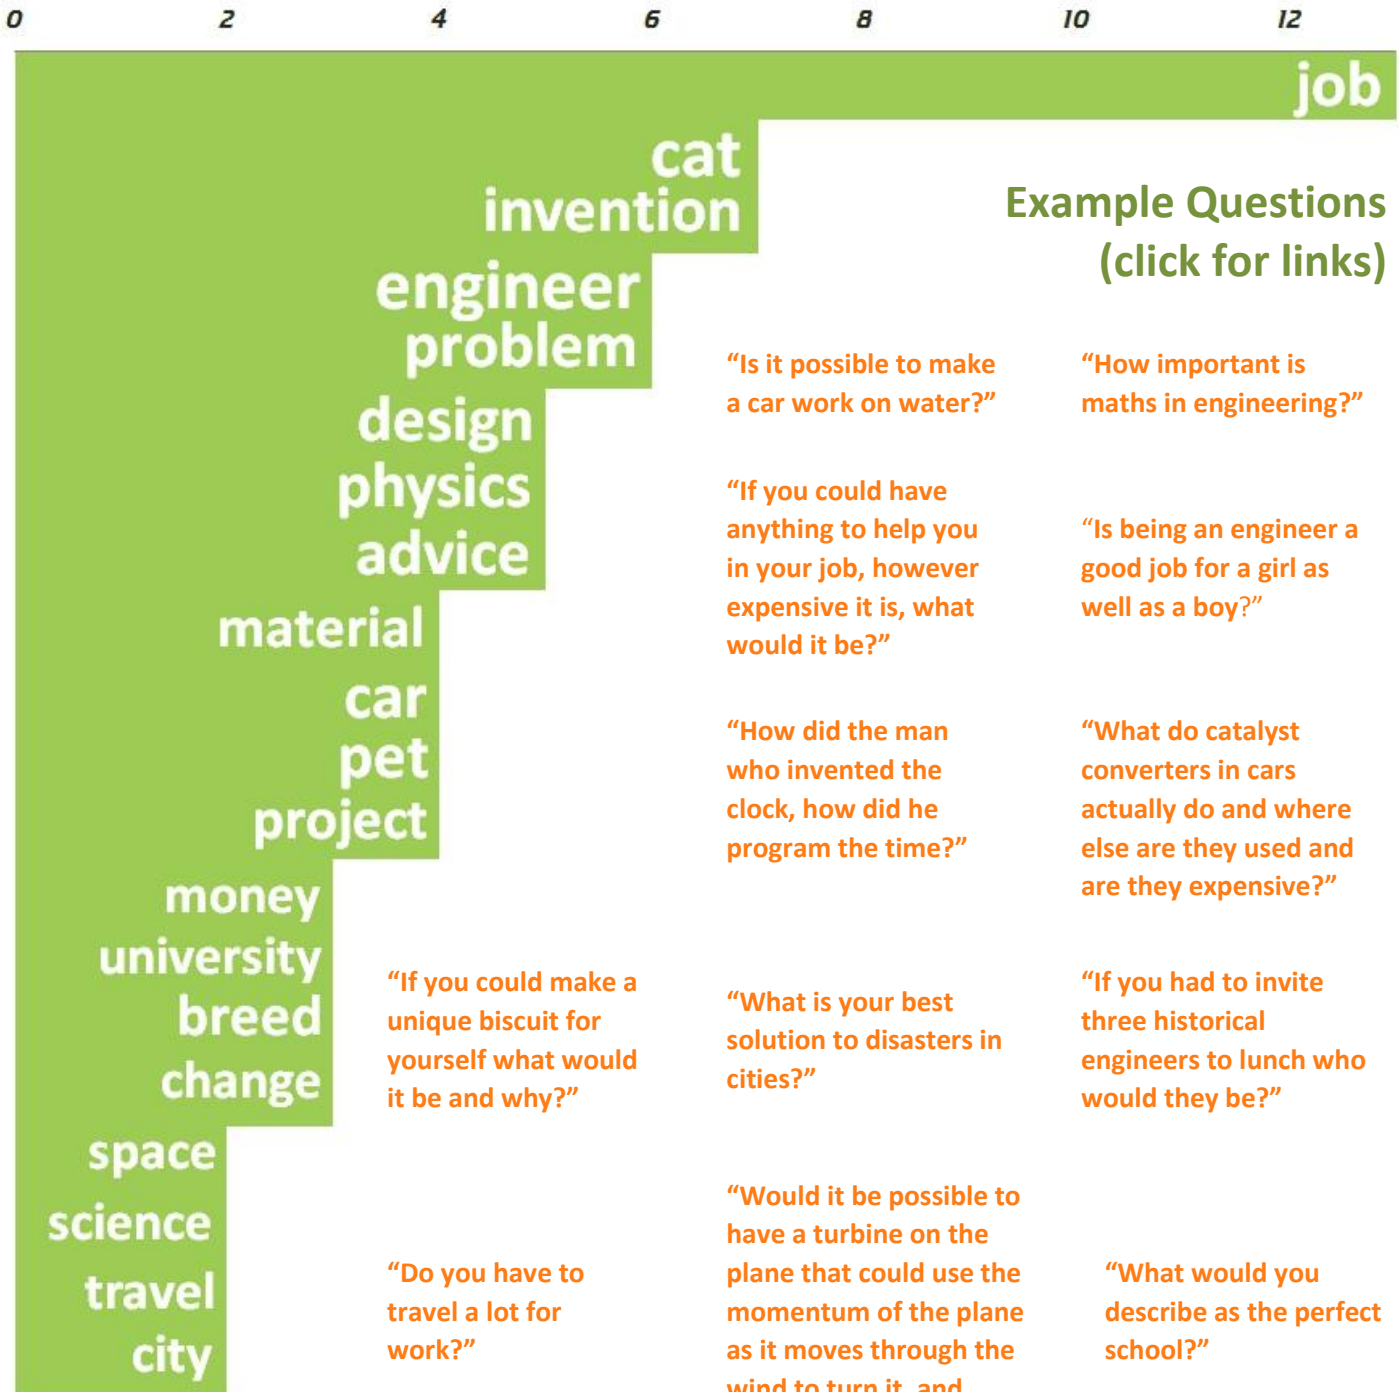 0 2 4 6 8 10 12
job
cat
invention
engineer
problem
design
physics
advice
material
car
pet
project
money
university
breed
change
space
science
travel
city
Example Questions
(click for links)
“Is it possible to make
a car work on water?”
“How important is
maths in engineering?”
“If you could have
anything to help you
in your job, however
expensive it is, what
would it be?”
“Is being an engineer a
good job for a girl as
well as a boy?”
“How did the man
who invented the
clock, how did he
program the time?”
“What do catalyst
converters in cars
actually do and where
else are they used and
are they expensive?”
“If you could make a
unique biscuit for
yourself what would
it be and why?”
“What is your best
solution to disasters in
cities?”
“If you had to invite
three historical
engineers to lunch who
would they be?”
“Do you have to
travel a lot for
work?”
“Would it be possible to
have a turbine on the
plane that could use the
momentum of the plane
as it moves through the
wind to turn it, and
“What would you
describe as the perfect
school?”